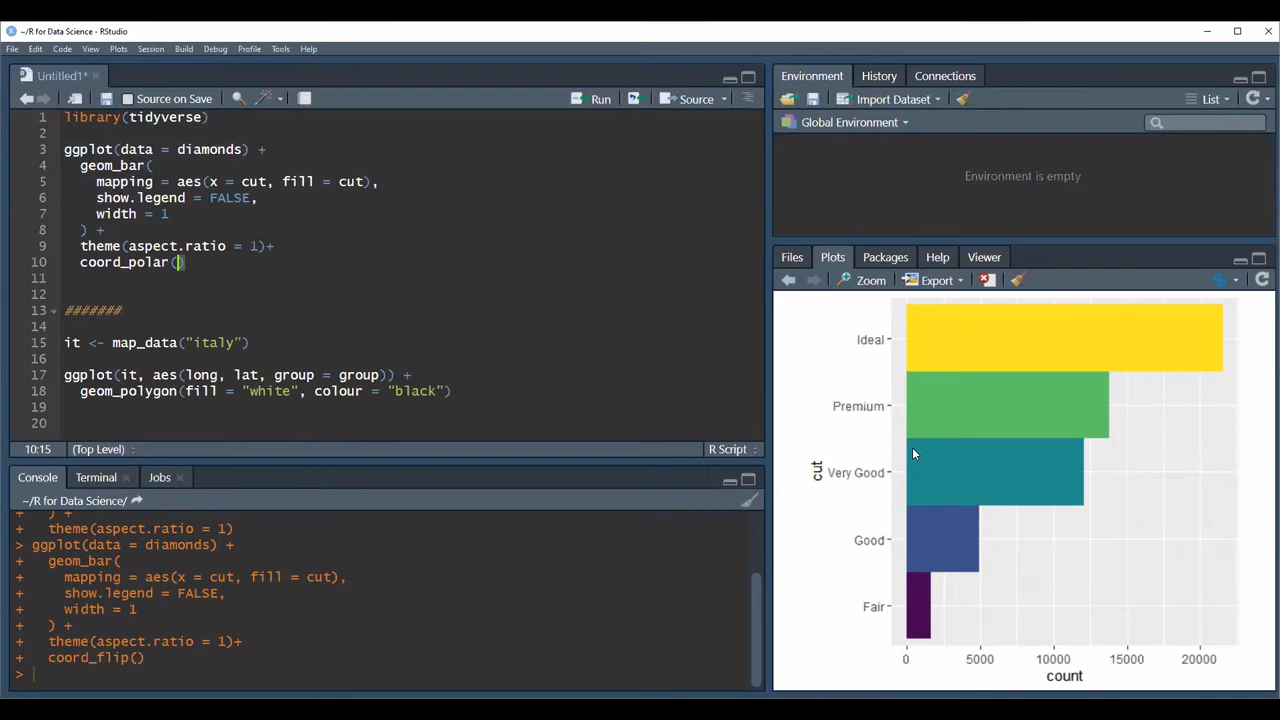 ~/R for Data Science - RStudio
File Edit Code View Plots Session Build Debug Profile Tools Help
Untitled1*
Source on Save Run Source
1 library(tidyverse)
2
3 ggplot(data = diamonds) +
4 geom_bar(
5 mapping = aes(x = cut, fill = cut),
6 show.legend = FALSE,
7 width = 1
8 ) +
9 theme(aspect.ratio = 1)+
10 coord_polar()
11
12
13 #######
14
15 it <- map_data("italy")
16
17 ggplot(it, aes(long, lat, group = group)) +
18 geom_polygon(fill = "white", colour = "black")
19
20
10:15 (Top Level) R Script
Console Terminal Jobs
~/R for Data Science/
+ ) +
+ theme(aspect.ratio = 1)
> ggplot(data = diamonds) +
+ geom_bar(
+ mapping = aes(x = cut, fill = cut),
+ show.legend = FALSE,
+ width = 1
+ ) +
+ theme(aspect.ratio = 1)+
+ coord_flip()
>
Environment History Connections
Import Dataset List
Global Environment
Environment is empty
Files Plots Packages Help Viewer
Zoom Export
Ideal
Premium
Very Good
Good
Fair
cut
0 5000 10000 15000 20000
count